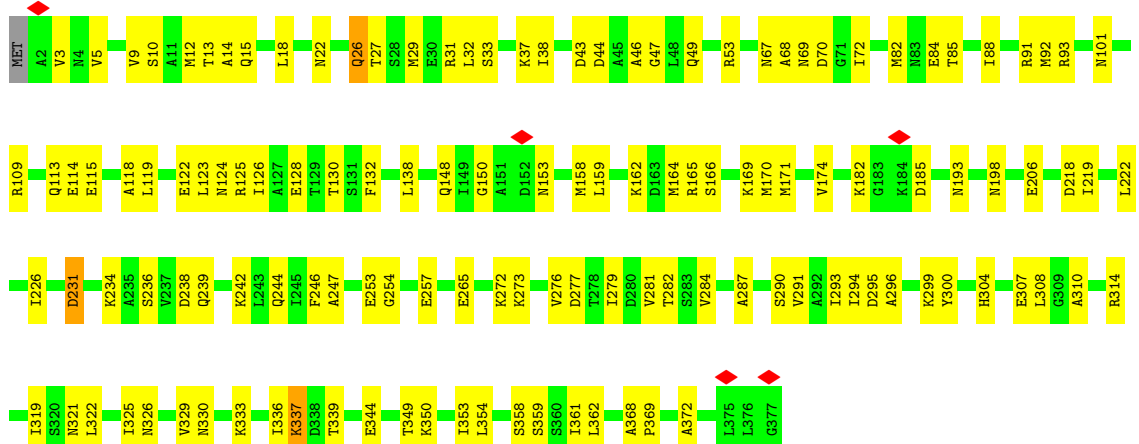 MET A2 V3 N4 V5 V9 S10 A11 M12 T13 A14 Q15 L18 N22 Q26 T27 S28 M29 E30 R31 L32 S33 K37 I38 D43 D44 A45 A46 G47 L48 Q49 R53 N67 A68 N69 D70 G71 I72 M82 N83 E84 T85 I88 R91 M92 R93 N101
R109 Q113 E114 E115 A118 L119 E122 L123 N124 R125 I126 A127 E128 T129 T130 S131 F132 L138 Q148 I149 G150 A151 D152 N153 M158 L159 K162 D163 M164 R165 S166 K169 M170 M171 V174 K182 G183 K184 D185 N193 N198 E206 D218 I219 L222
I226 D231 K234 A235 S236 V237 D238 Q239 K242 L243 Q244 I245 F246 A247 E253 G254 E257 E265 K272 K273 V276 D277 T278 I279 D280 V281 T282 S283 V284 A287 S290 V291 A292 I293 I294 D295 A296 K299 Y300 H304 E307 L308 G309 A310 R314
I319 S320 N321 L322 I325 N326 V329 N330 K333 I336 K337 D338 T339 E344 T349 K350 I353 L354 S358 S359 S360 I361 L362 A368 P369 A372 L375 L376 G377